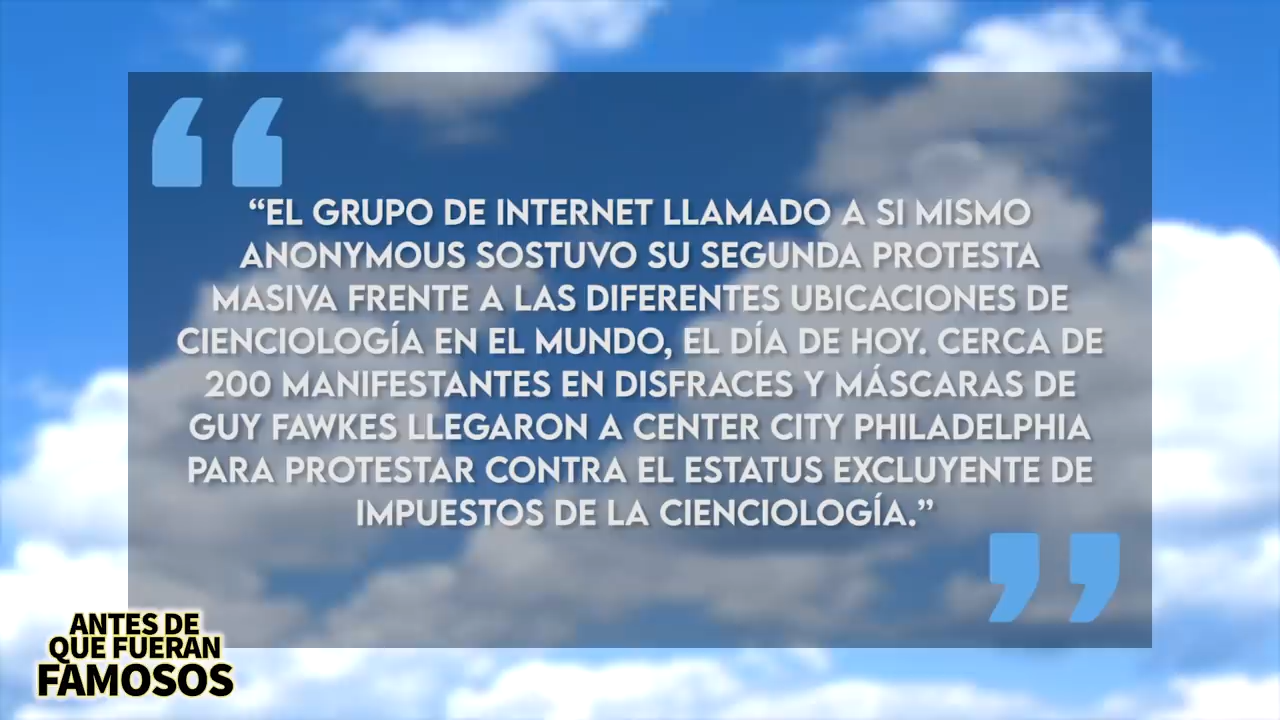 “EL GRUPO DE INTERNET LLAMADO A SI MISMO
ANONYMOUS SOSTUVO SU SEGUNDA PROTESTA
MASIVA FRENTE A LAS DIFERENTES UBICACIONES DE
CIENCIOLOGÍA EN EL MUNDO, EL DÍA DE HOY. CERCA DE
200 MANIFESTANTES EN DISFRACES Y MÁSCARAS DE
GUY FAWKES LLEGARON A CENTER CITY PHILADELPHIA
PARA PROTESTAR CONTRA EL ESTATUS EXCLUYENTE DE
IMPUESTOS DE LA CIENCIOLOGÍA.”
ANTES DE
QUE FUERAN
FAMOSOS